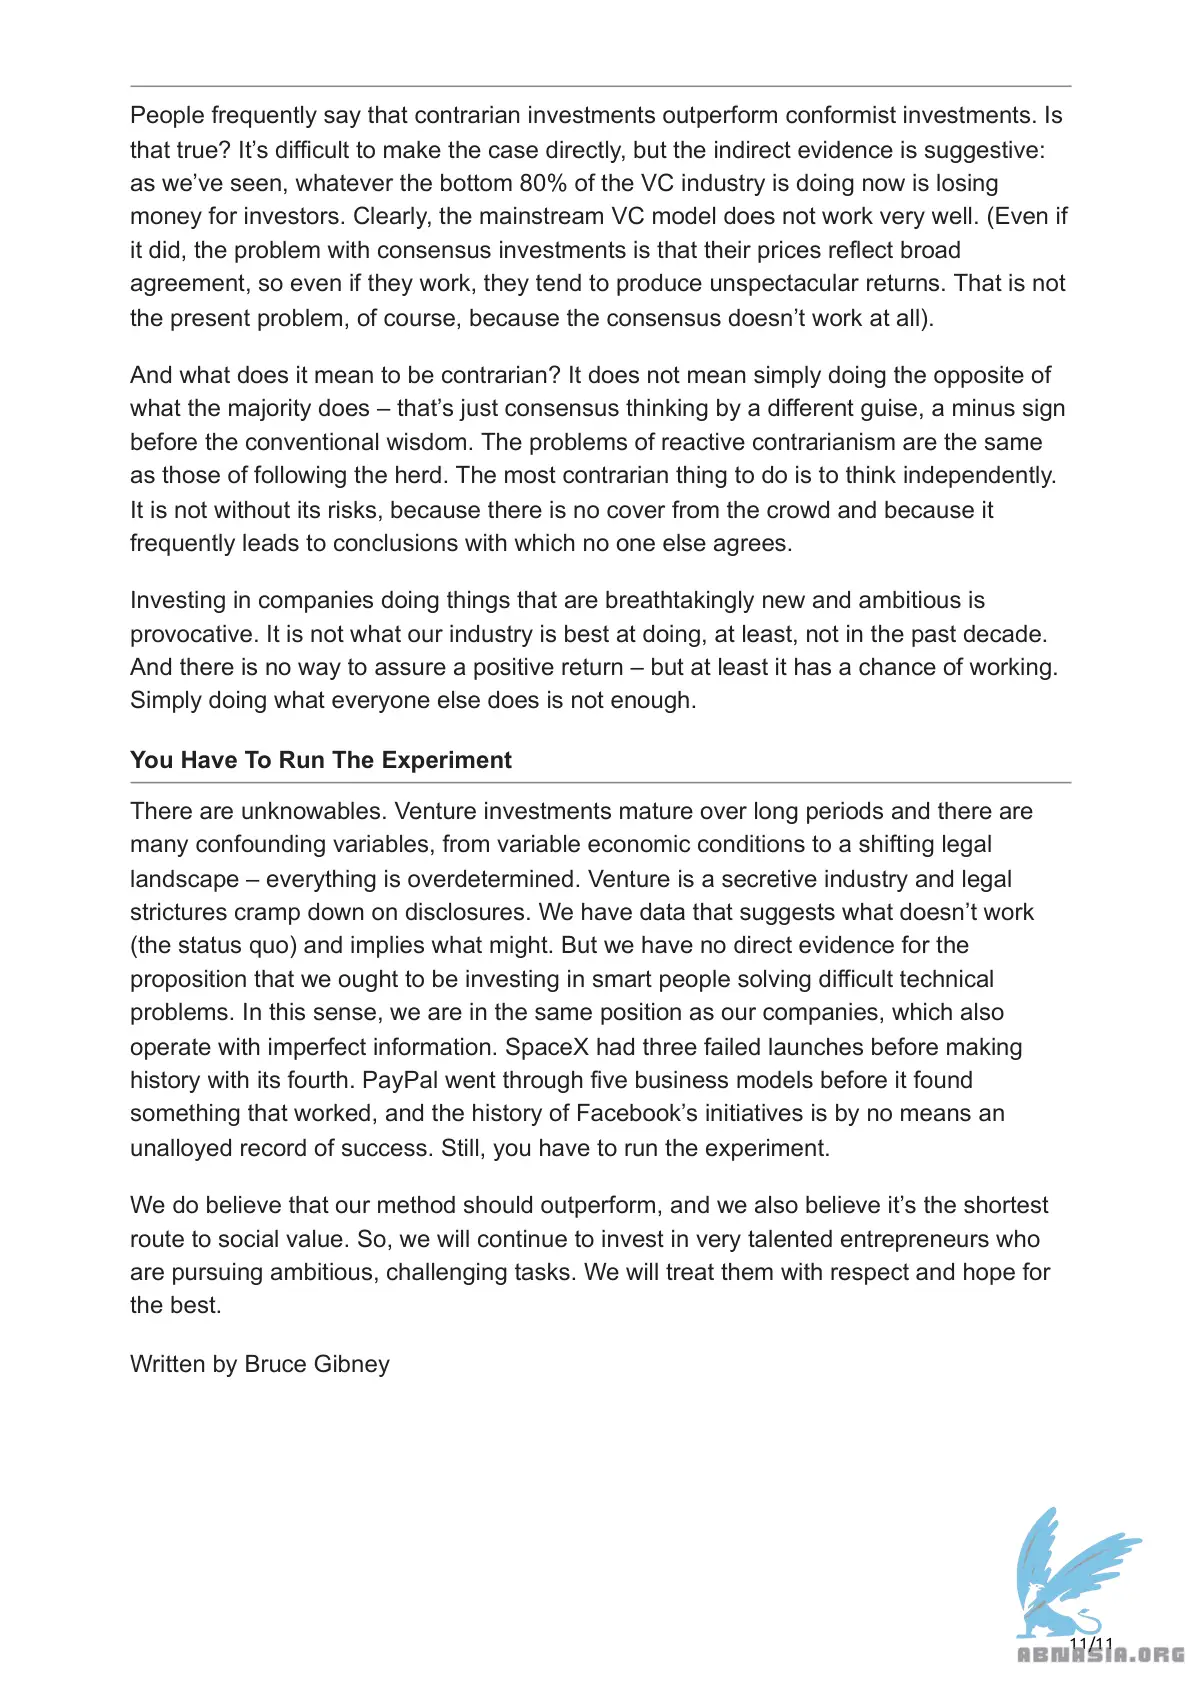 People frequently say that contrarian investments outperform conformist investments. Is
that true? It’s difficult to make the case directly, but the indirect evidence is suggestive:
as we’ve seen, whatever the bottom 80% of the VC industry is doing now is losing
money for investors. Clearly, the mainstream VC model does not work very well. (Even if
it did, the problem with consensus investments is that their prices reflect broad
agreement, so even if they work, they tend to produce unspectacular returns. That is not
the present problem, of course, because the consensus doesn’t work at all).
And what does it mean to be contrarian? It does not mean simply doing the opposite of
what the majority does – that’s just consensus thinking by a different guise, a minus sign
before the conventional wisdom. The problems of reactive contrarianism are the same
as those of following the herd. The most contrarian thing to do is to think independently.
It is not without its risks, because there is no cover from the crowd and because it
frequently leads to conclusions with which no one else agrees.
Investing in companies doing things that are breathtakingly new and ambitious is
provocative. It is not what our industry is best at doing, at least, not in the past decade.
And there is no way to assure a positive return – but at least it has a chance of working.
Simply doing what everyone else does is not enough.
You Have To Run The Experiment
There are unknowables. Venture investments mature over long periods and there are
many confounding variables, from variable economic conditions to a shifting legal
landscape – everything is overdetermined. Venture is a secretive industry and legal
strictures cramp down on disclosures. We have data that suggests what doesn’t work
(the status quo) and implies what might. But we have no direct evidence for the
proposition that we ought to be investing in smart people solving difficult technical
problems. In this sense, we are in the same position as our companies, which also
operate with imperfect information. SpaceX had three failed launches before making
history with its fourth. PayPal went through five business models before it found
something that worked, and the history of Facebook’s initiatives is by no means an
unalloyed record of success. Still, you have to run the experiment.
We do believe that our method should outperform, and we also believe it’s the shortest
route to social value. So, we will continue to invest in very talented entrepreneurs who
are pursuing ambitious, challenging tasks. We will treat them with respect and hope for
the best.
Written by Bruce Gibney
11/11
ABNASIA.ORG